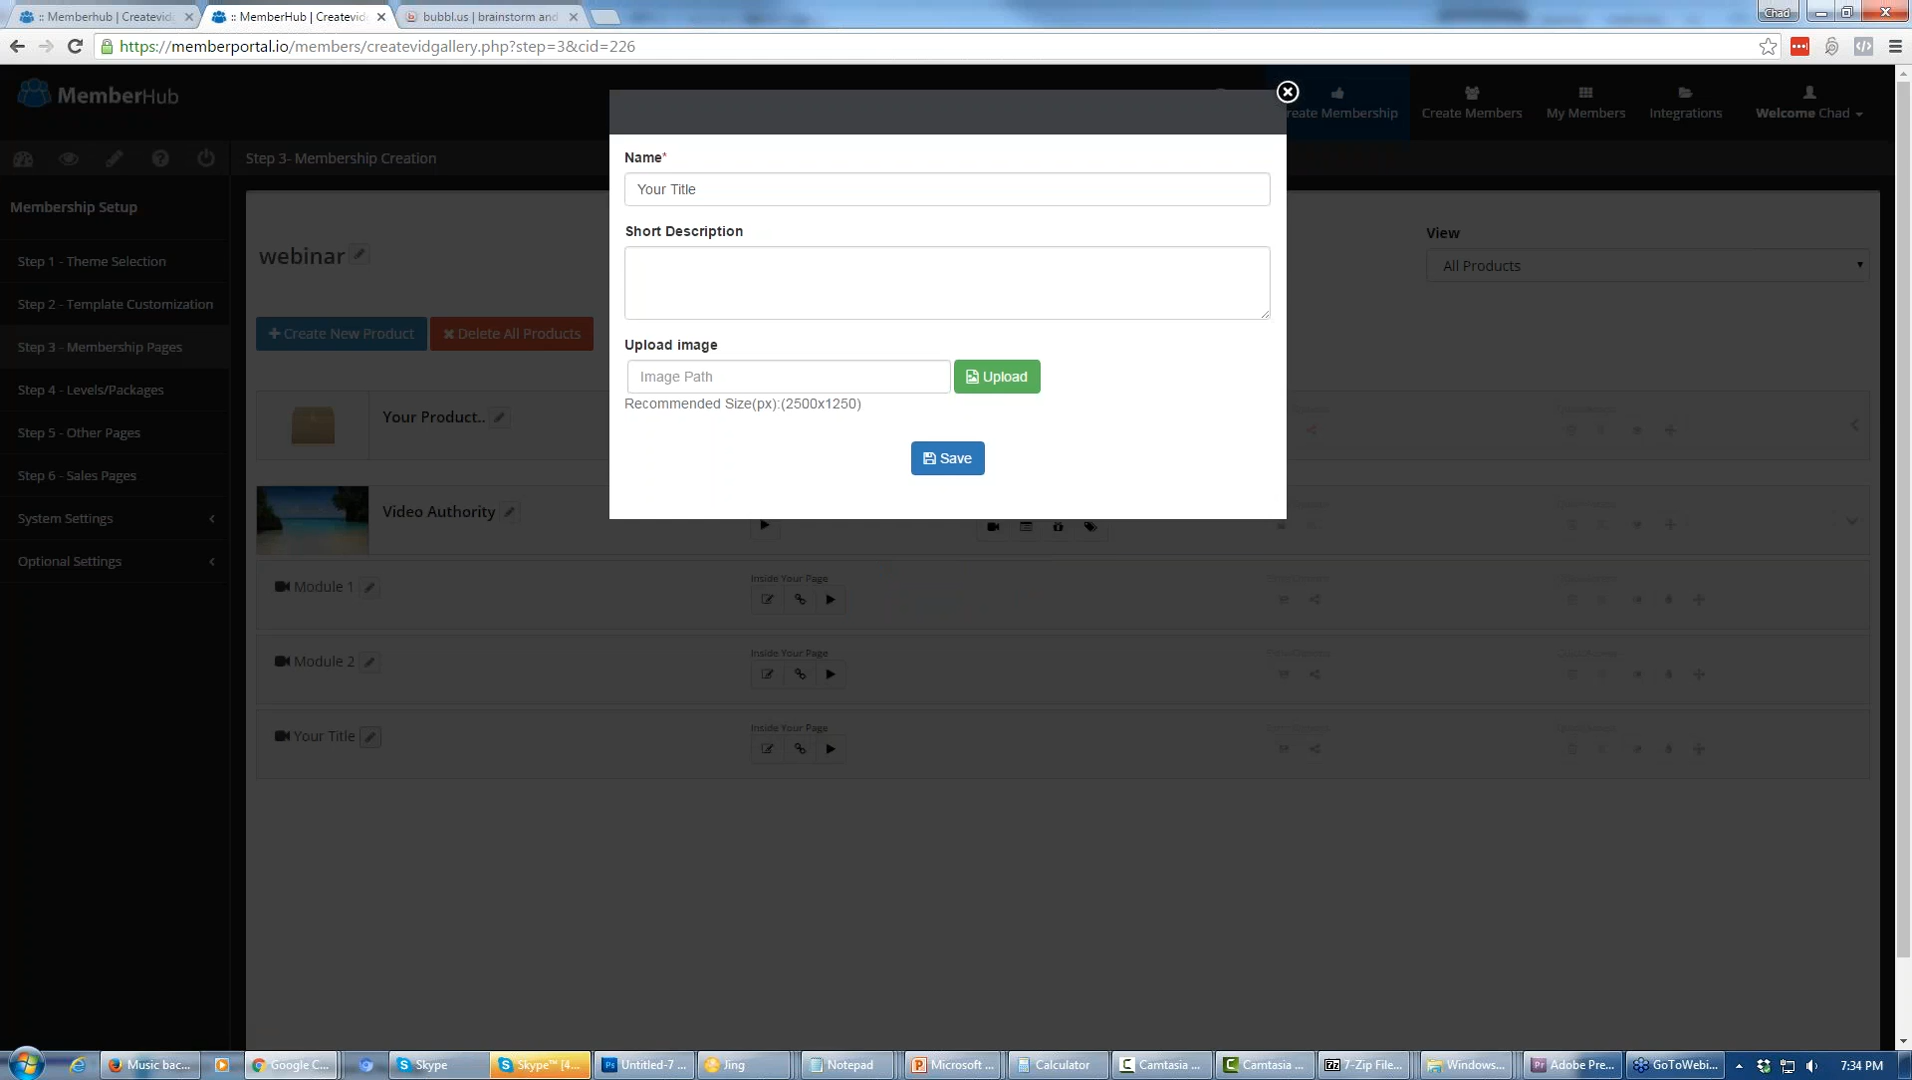 :: Memberhub | Createvid
:: MemberHub | Createvid
bubbl.us | brainstorm and
Chad
https://memberportal.io/members/createvidgallery.php?step=3&cid=226
MemberHub
reate Membership
Create Members
My Members
Integrations
Welcome Chad
Step 3- Membership Creation
Membership Setup
Step 1 - Theme Selection
Step 2 - Template Customization
Step 3 - Membership Pages
Step 4 - Levels/Packages
Step 5 - Other Pages
Step 6 - Sales Pages
System Settings
Optional Settings
webinar
View
All Products
Create New Product
Delete All Products
Name*
Your Title
Short Description
Upload image
Image Path
Upload
Recommended Size(px):(2500x1250)
Save
Your Product..
Video Authority
Module 1
Inside Your Page
Module 2
Inside Your Page
Your Title
Inside Your Page
Music bac...
Google C...
Skype
Skype™ [4...
Untitled-7 ...
Jing
Notepad
Microsoft ...
Calculator
Camtasia ...
Camtasia ...
7-Zip File...
Windows...
Adobe Pre...
GoToWebi...
7:34 PM